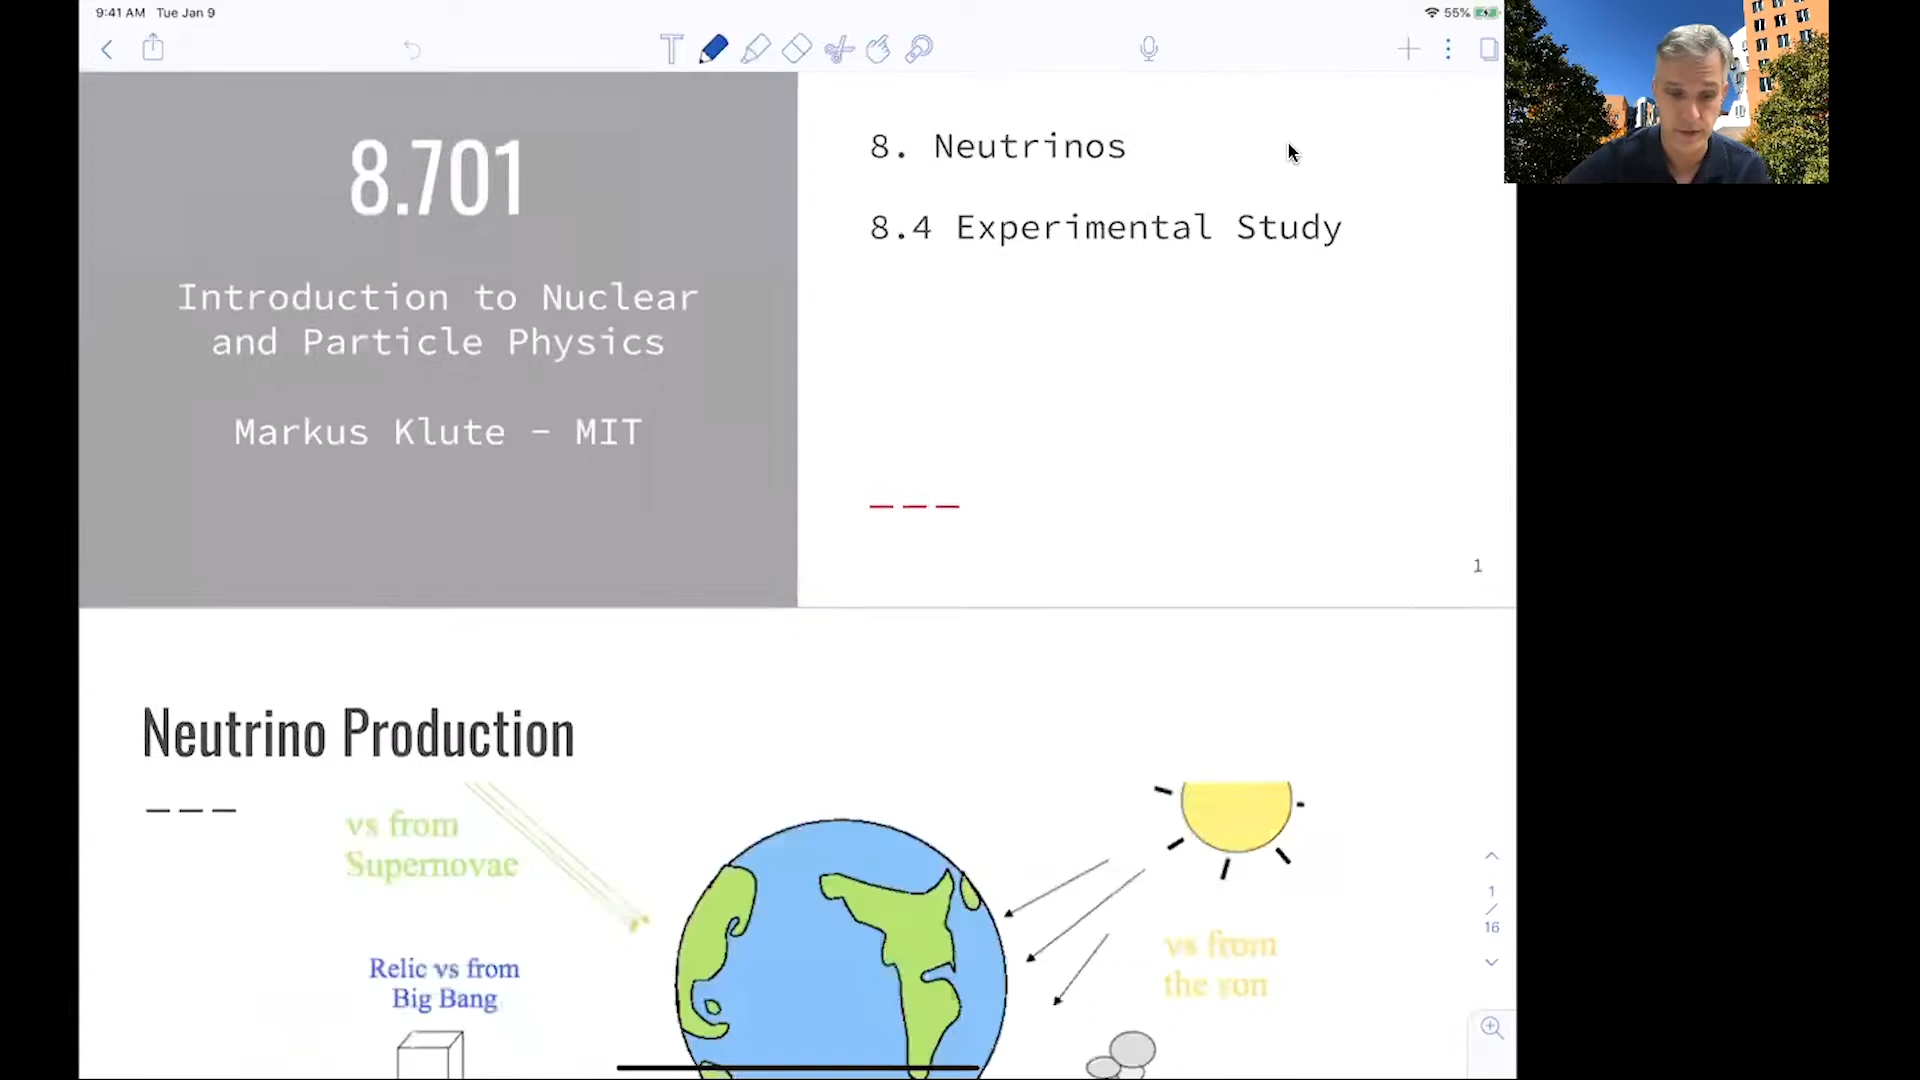 9:41 AM Tue Jan 9
55%
8.701
Introduction to Nuclear
and Particle Physics
Markus Klute - MIT
8. Neutrinos
8.4 Experimental Study
1
Neutrino Production
νs from
Supernovae
Relic νs from
Big Bang
νs from
the son
1
/
16